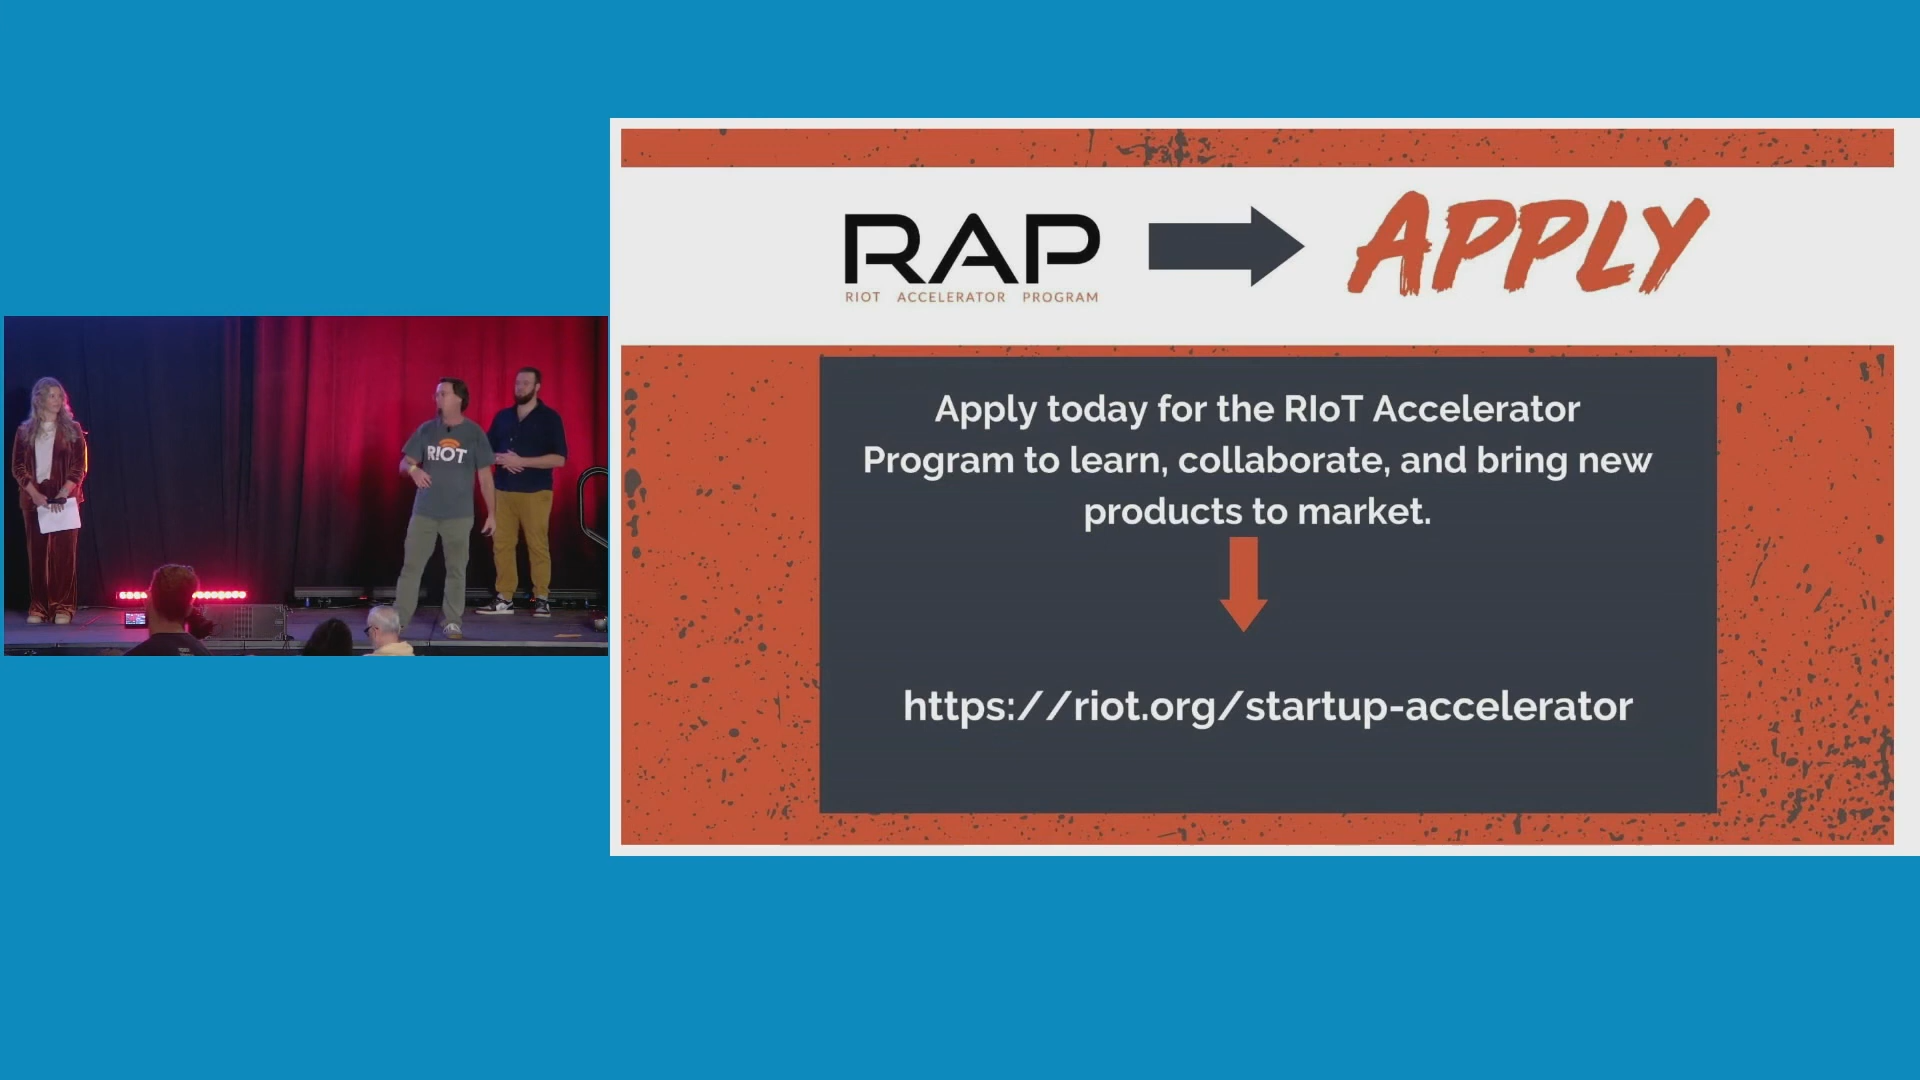 RAP
RIOT ACCELERATOR PROGRAM
APPLY
Apply today for the RIoT Accelerator
Program to learn, collaborate, and bring new
products to market.
https://riot.org/startup-accelerator
RIOT